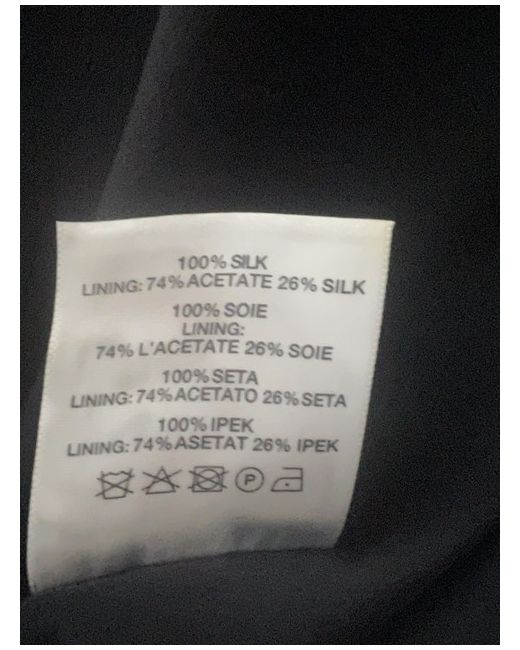 100% SILK
LINING: 74% ACETATE 26% SILK
100% SOIE
LINING:
74% L'ACETATE 26% SOIE
100% SETA
LINING: 74% ACETATO 26% SETA
100% IPEK
LINING: 74% ASETAT 26% IPEK
P